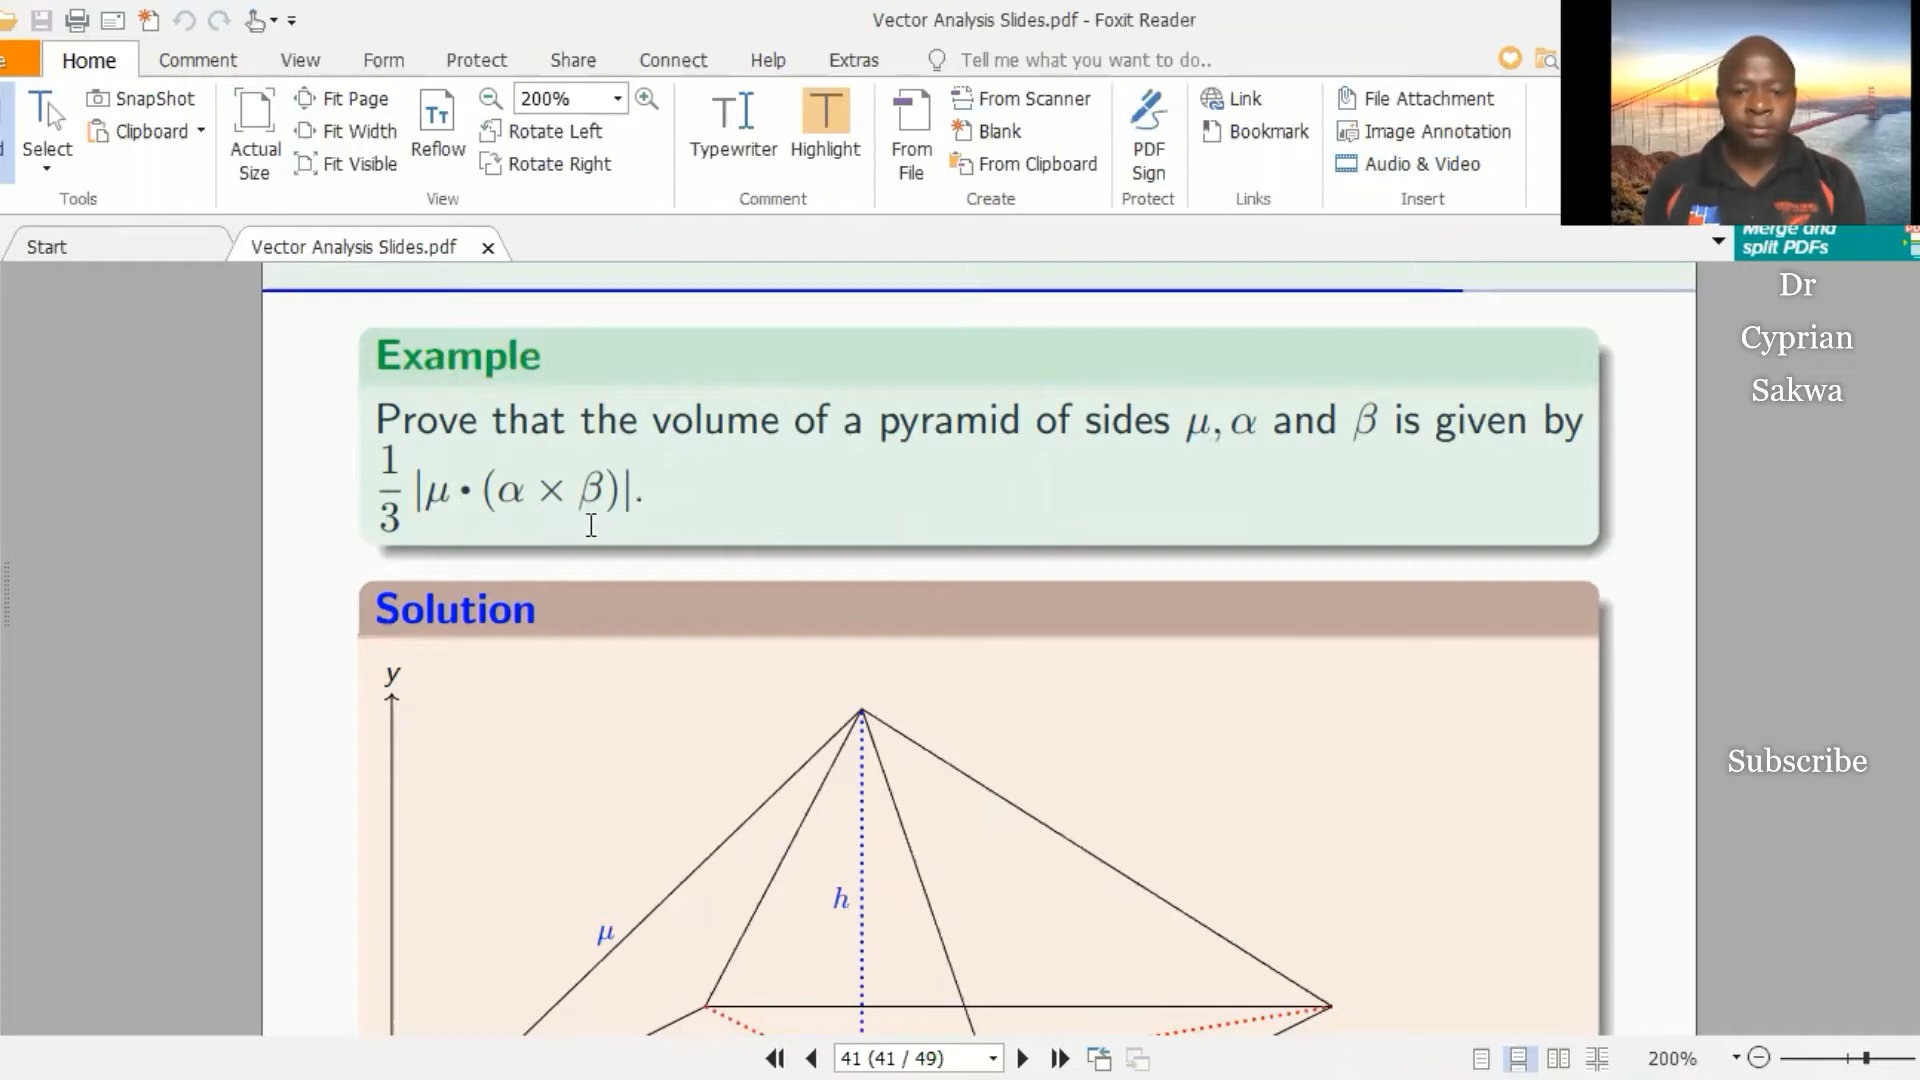 Vector Analysis Slides.pdf - Foxit Reader
Home Comment View Form Protect Share Connect Help Extras Tell me what you want to do..
SnapShot
Clipboard
Select
Tools
Actual Size
Fit Page
Fit Width
Fit Visible
Reflow
200%
Rotate Left
Rotate Right
View
Typewriter
Highlight
Comment
From File
From Scanner
Blank
From Clipboard
Create
PDF Sign
Protect
Link
Bookmark
Links
File Attachment
Image Annotation
Audio & Video
Insert
Start
Vector Analysis Slides.pdf
Merge and
split PDFs
Dr
Cyprian
Sakwa
Example
Prove that the volume of a pyramid of sides μ, α and β is given by
1/3 |μ • (α × β)|.
Solution
y
h
μ
Subscribe
41 (41 / 49)
200%